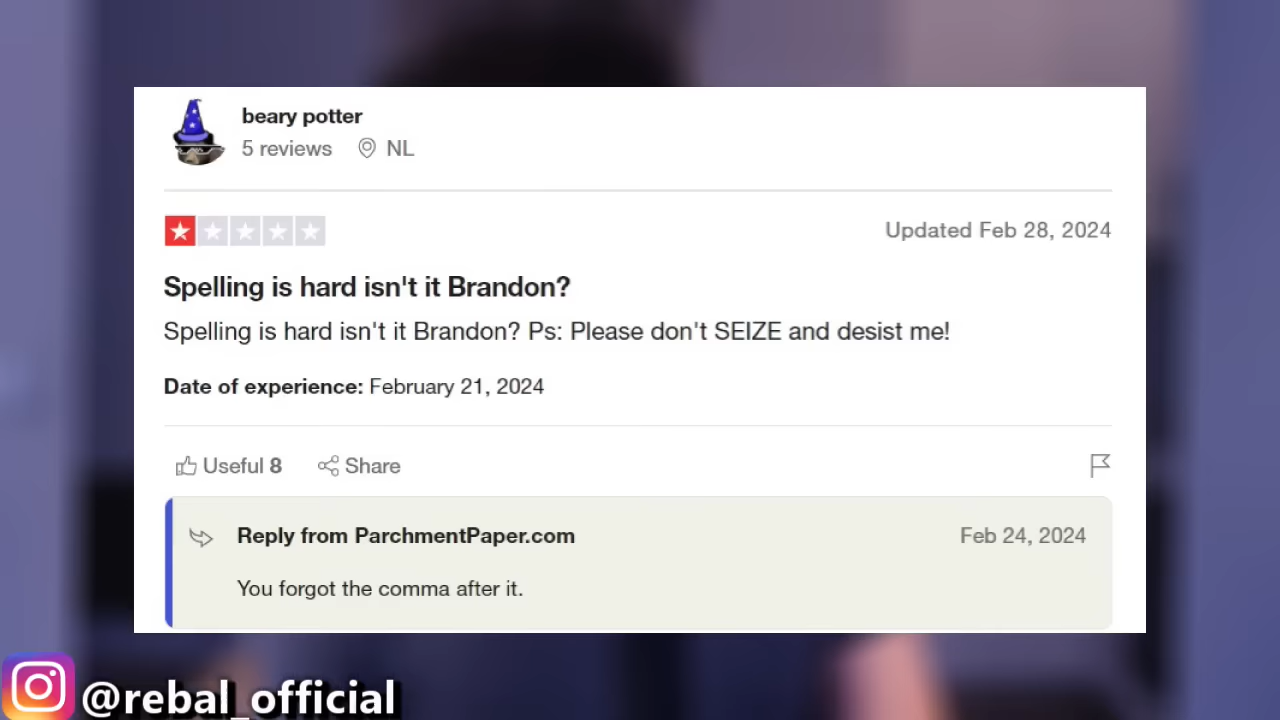 beary potter
5 reviews NL
Updated Feb 28, 2024
Spelling is hard isn't it Brandon?
Spelling is hard isn't it Brandon? Ps: Please don't SEIZE and desist me!
Date of experience: February 21, 2024
Useful 8 Share
Reply from ParchmentPaper.com Feb 24, 2024
You forgot the comma after it.
@rebal_official